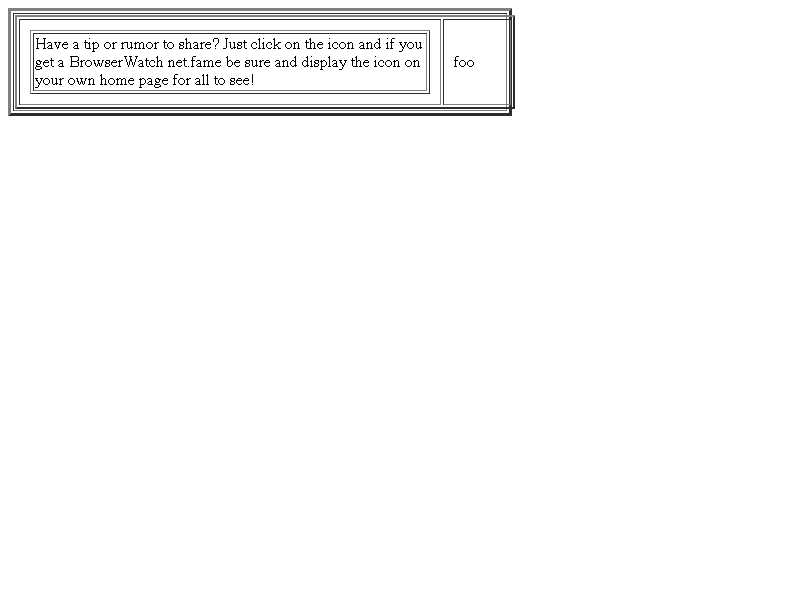 Have a tip or rumor to share? Just click on the icon and if you
get a BrowserWatch net.fame be sure and display the icon on
your own home page for all to see!
foo